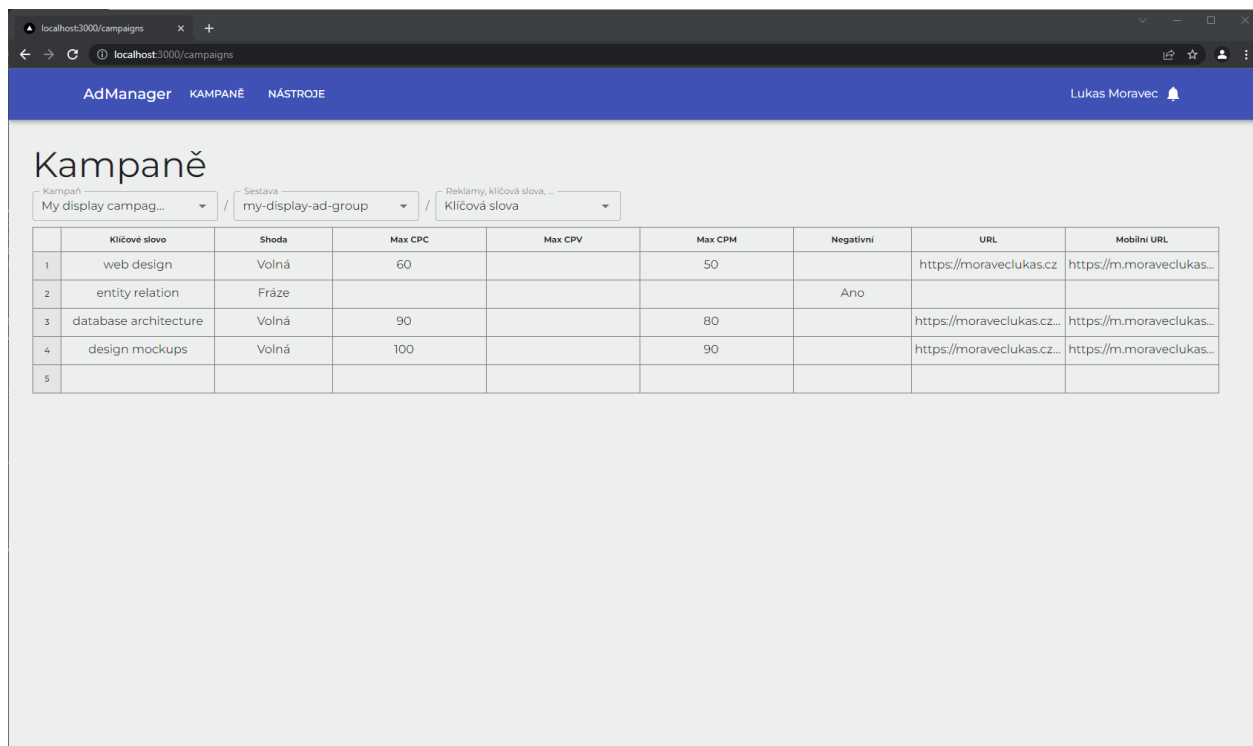 localhost:3000/campaigns
localhost:3000/campaigns
AdManager KAMPANĚ NÁSTROJE Lukas Moravec
Kampaně
Kampaň Sestava Reklamy, klíčová slova, ...
My display campag... / my-display-ad-group / Klíčová slova
Klíčové slovo Shoda Max CPC Max CPV Max CPM Negativní URL Mobilní URL
1 web design Volná 60 50 https://moraveclukas.cz https://m.moraveclukas...
2 entity relation Fráze Ano
3 database architecture Volná 90 80 https://moraveclukas.cz... https://m.moraveclukas...
4 design mockups Volná 100 90 https://moraveclukas.cz... https://m.moraveclukas...
5